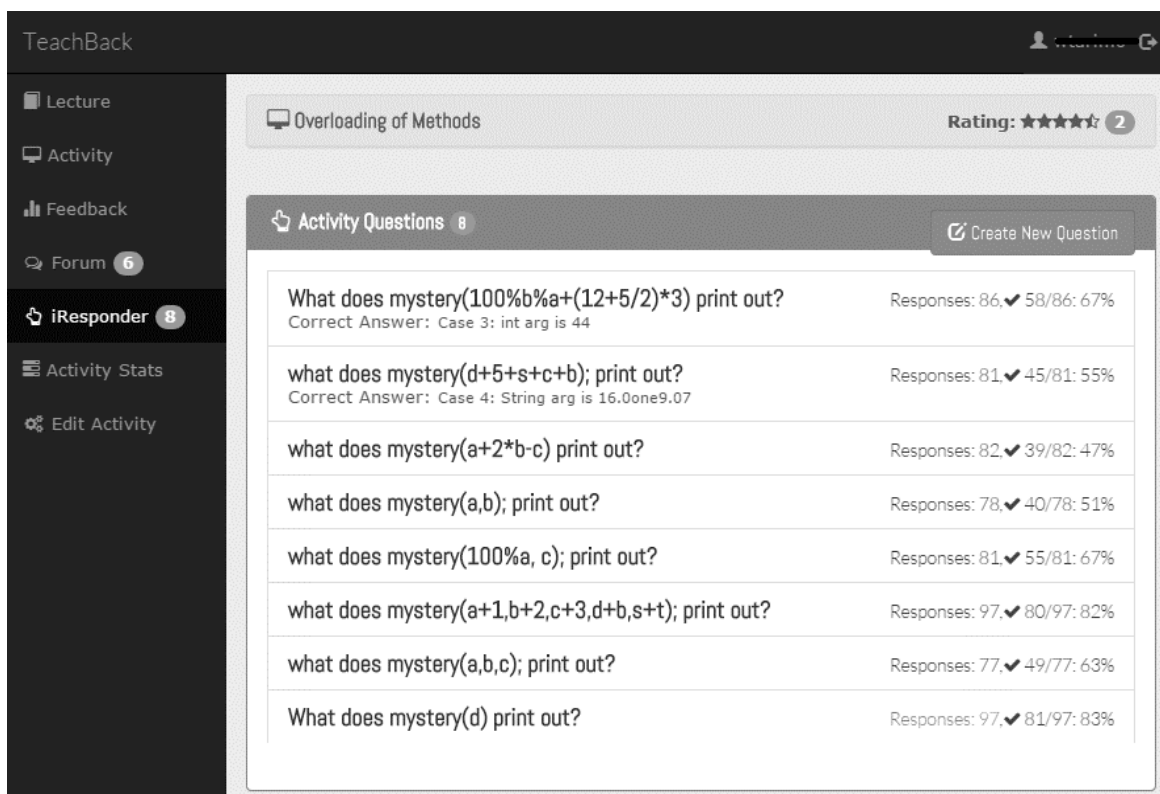 TeachBack
Lecture
Activity
Feedback
Forum 6
iResponder 8
Activity Stats
Edit Activity
Overloading of Methods
Rating: 2
Activity Questions 8
Create New Question
What does mystery(100%b%a+(12+5/2)*3) print out?
Responses: 86,✔ 58/86: 67%
Correct Answer: Case 3: int arg is 44
what does mystery(d+5+s+c+b); print out?
Responses: 81,✔ 45/81: 55%
Correct Answer: Case 4: String arg is 16.0one9.07
what does mystery(a+2*b-c) print out?
Responses: 82,✔ 39/82: 47%
what does mystery(a,b); print out?
Responses: 78,✔ 40/78: 51%
what does mystery(100%a, c); print out?
Responses: 81,✔ 55/81: 67%
what does mystery(a+1,b+2,c+3,d+b,s+t); print out?
Responses: 97,✔ 80/97: 82%
what does mystery(a,b,c); print out?
Responses: 77,✔ 49/77: 63%
What does mystery(d) print out?
Responses: 97,✔ 81/97: 83%